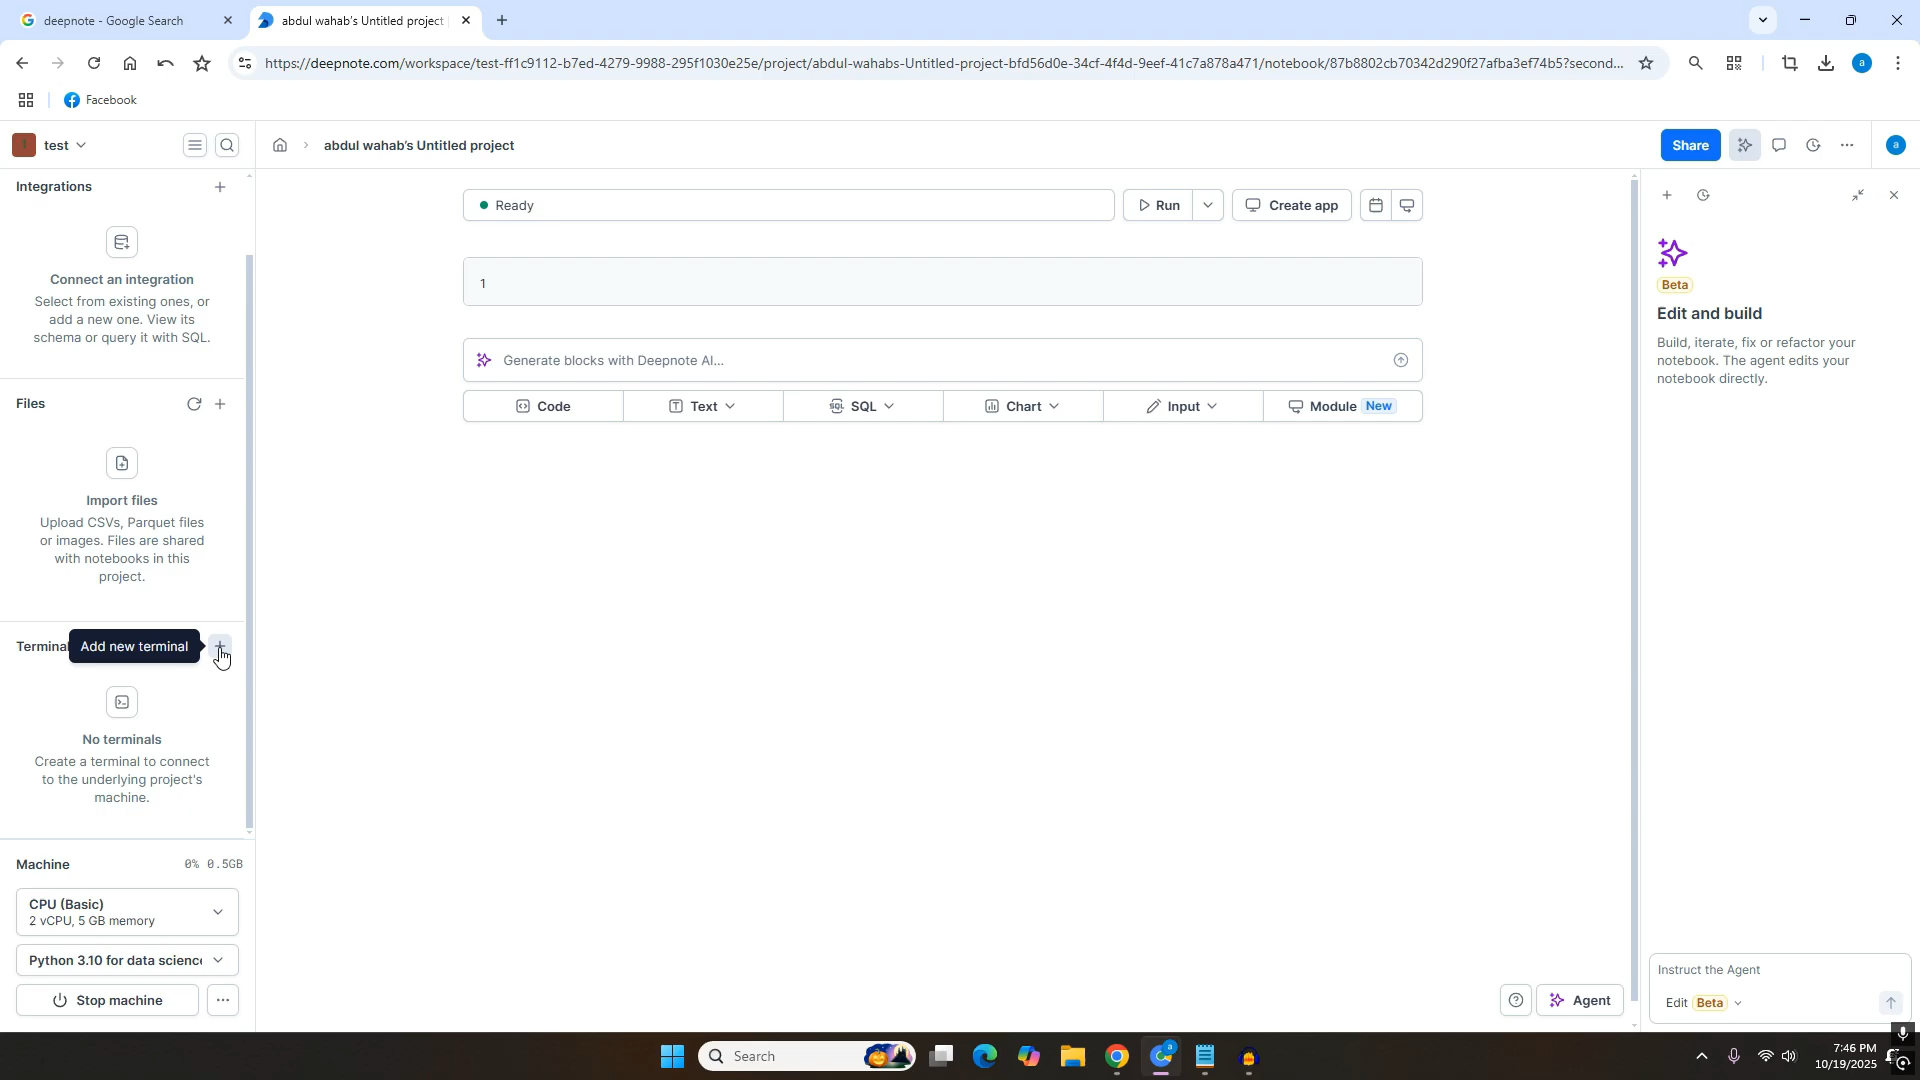 deepnote - Google Search
abdul wahab's Untitled project
https://deepnote.com/workspace/test-ff1c9112-b7ed-4279-9988-295f1030e25e/project/abdul-wahabs-Untitled-project-bfd56d0e-34cf-4f4d-9eef-41c7a878a471/notebook/87b8802cb70342d290f27afba3ef74b5?second...
a
Facebook
test
abdul wahab's Untitled project
Share
a
Integrations
Connect an integration
Select from existing ones, or
add a new one. View its
schema or query it with SQL.
Files
Import files
Upload CSVs, Parquet files
or images. Files are shared
with notebooks in this
project.
Terminal
Add new terminal
No terminals
Create a terminal to connect
to the underlying project's
machine.
Machine
0% 0.5GB
CPU (Basic)
2 vCPU, 5 GB memory
Python 3.10 for data science
Stop machine
Ready
Run
Create app
1
Generate blocks with Deepnote AI...
Code
Text
SQL
SQL
Chart
Input
Module New
Agent
Beta
Edit and build
Build, iterate, fix or refactor your
notebook. The agent edits your
notebook directly.
Instruct the Agent
Edit Beta
Search
a
7:46 PM
10/19/2025